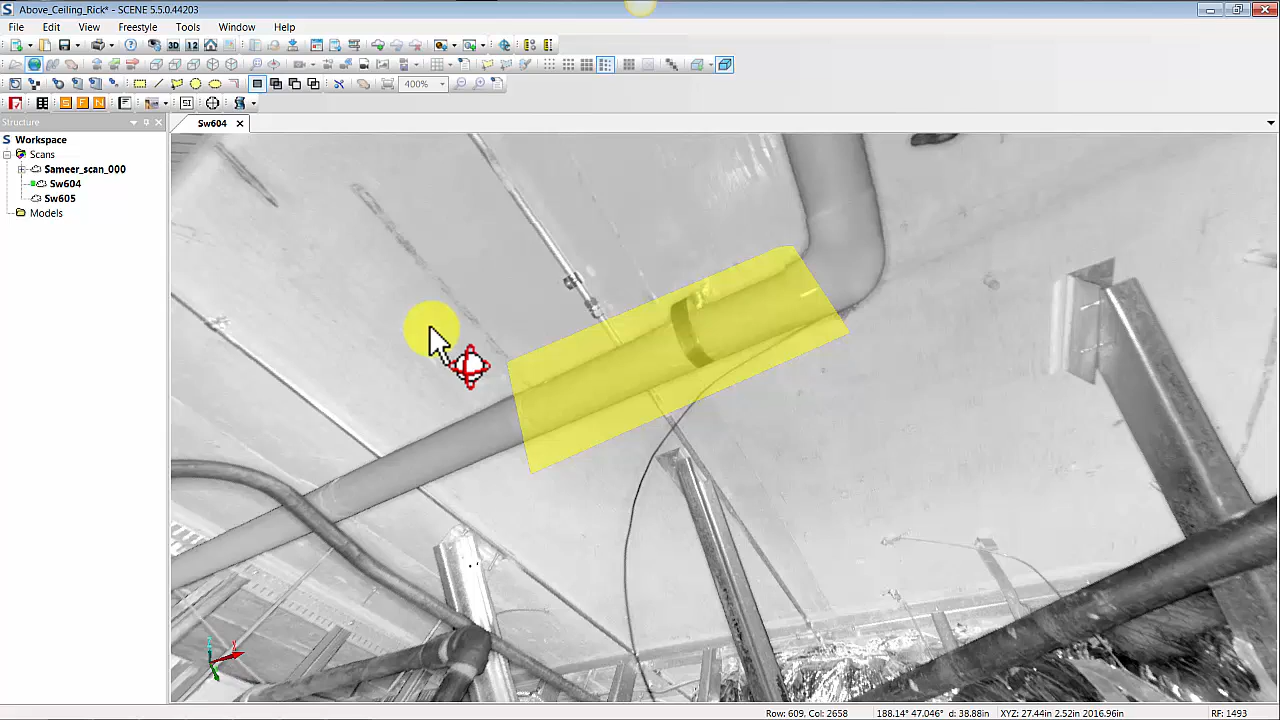 Above_Ceiling_Rick* - SCENE 5.5.0.44203
File Edit View Freestyle Tools Window Help
400%
Structure
Sw604
Workspace
Scans
Sameer_scan_000
Sw604
Sw605
Models
Row: 609, Col: 2658 188.14° 47.046° d: 38.88in XYZ: 27.44in 2.52in 2016.96in RF: 1493